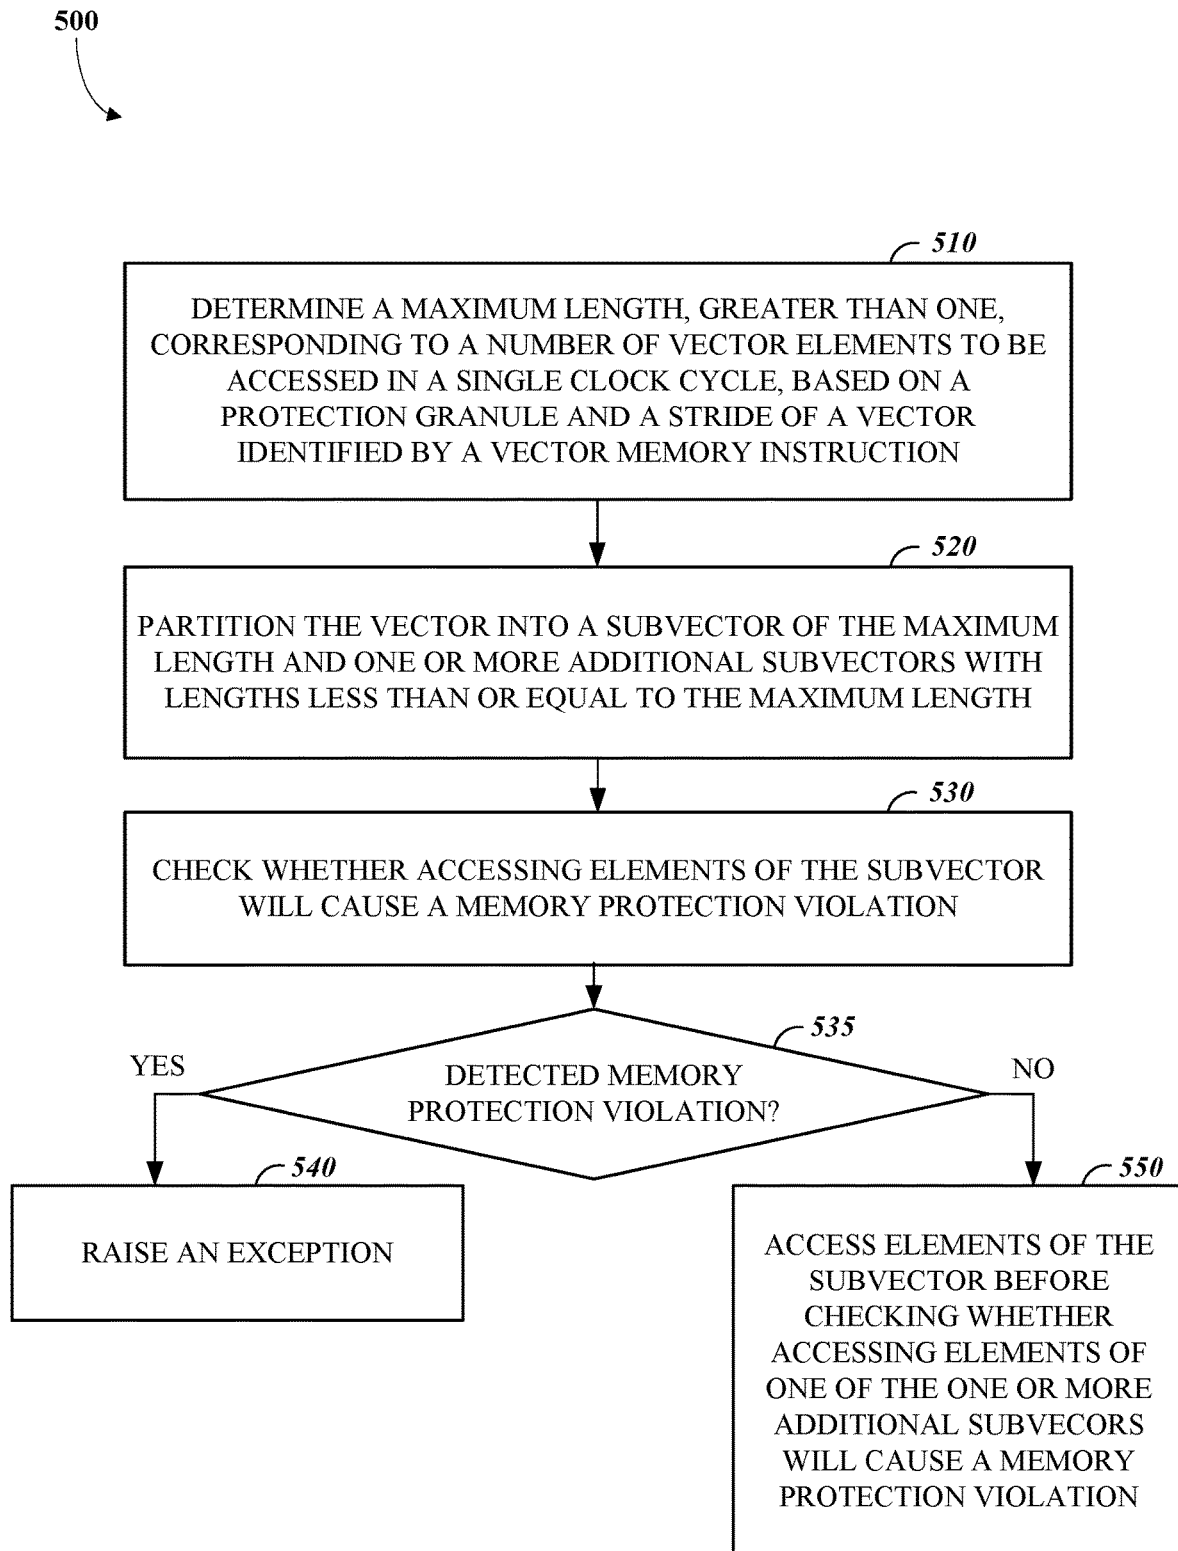 500
510
DETERMINE A MAXIMUM LENGTH, GREATER THAN ONE,
CORRESPONDING TO A NUMBER OF VECTOR ELEMENTS TO BE
ACCESSED IN A SINGLE CLOCK CYCLE, BASED ON A
PROTECTION GRANULE AND A STRIDE OF A VECTOR
IDENTIFIED BY A VECTOR MEMORY INSTRUCTION
520
PARTITION THE VECTOR INTO A SUBVECTOR OF THE MAXIMUM
LENGTH AND ONE OR MORE ADDITIONAL SUBVECTORS WITH
LENGTHS LESS THAN OR EQUAL TO THE MAXIMUM LENGTH
530
CHECK WHETHER ACCESSING ELEMENTS OF THE SUBVECTOR
WILL CAUSE A MEMORY PROTECTION VIOLATION
535
YES
DETECTED MEMORY
PROTECTION VIOLATION?
NO
540
RAISE AN EXCEPTION
550
ACCESS ELEMENTS OF THE
SUBVECTOR BEFORE
CHECKING WHETHER
ACCESSING ELEMENTS OF
ONE OF THE ONE OR MORE
ADDITIONAL SUBVECORS
WILL CAUSE A MEMORY
PROTECTION VIOLATION